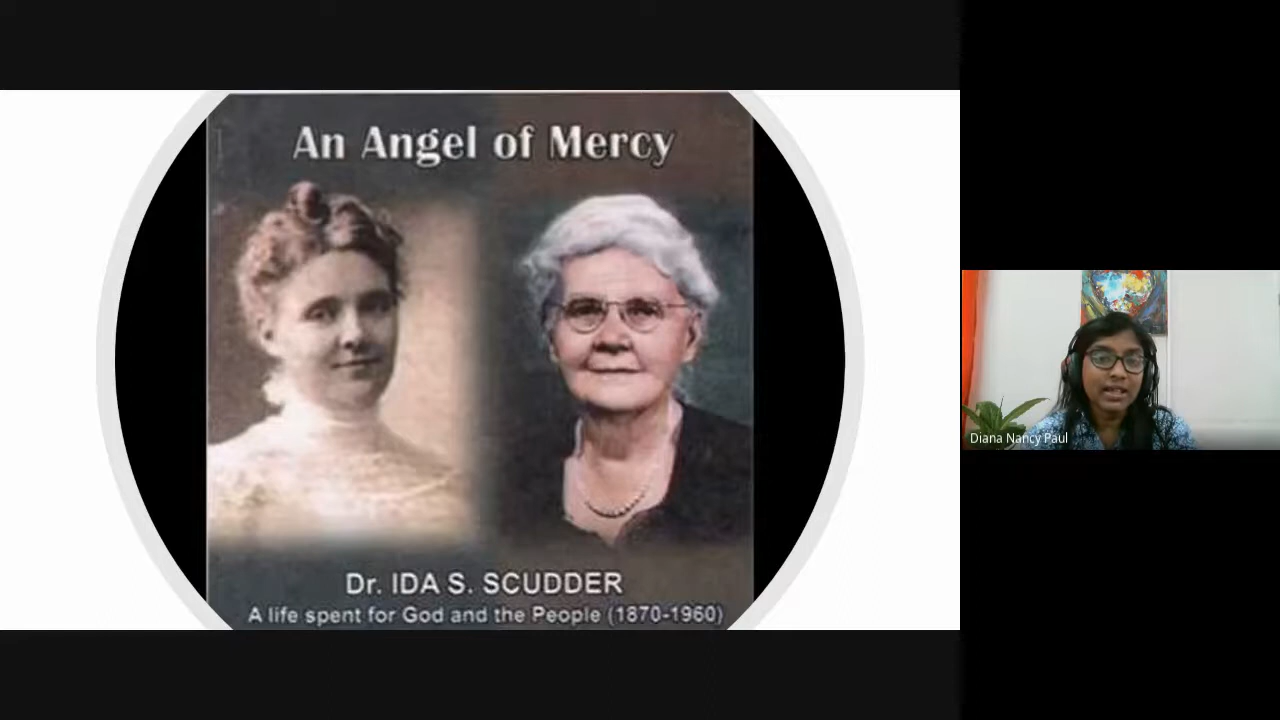 An Angel of Mercy
Dr. IDA S. SCUDDER
A life spent for God and the People (1870-1960)
Diana Nancy Paul